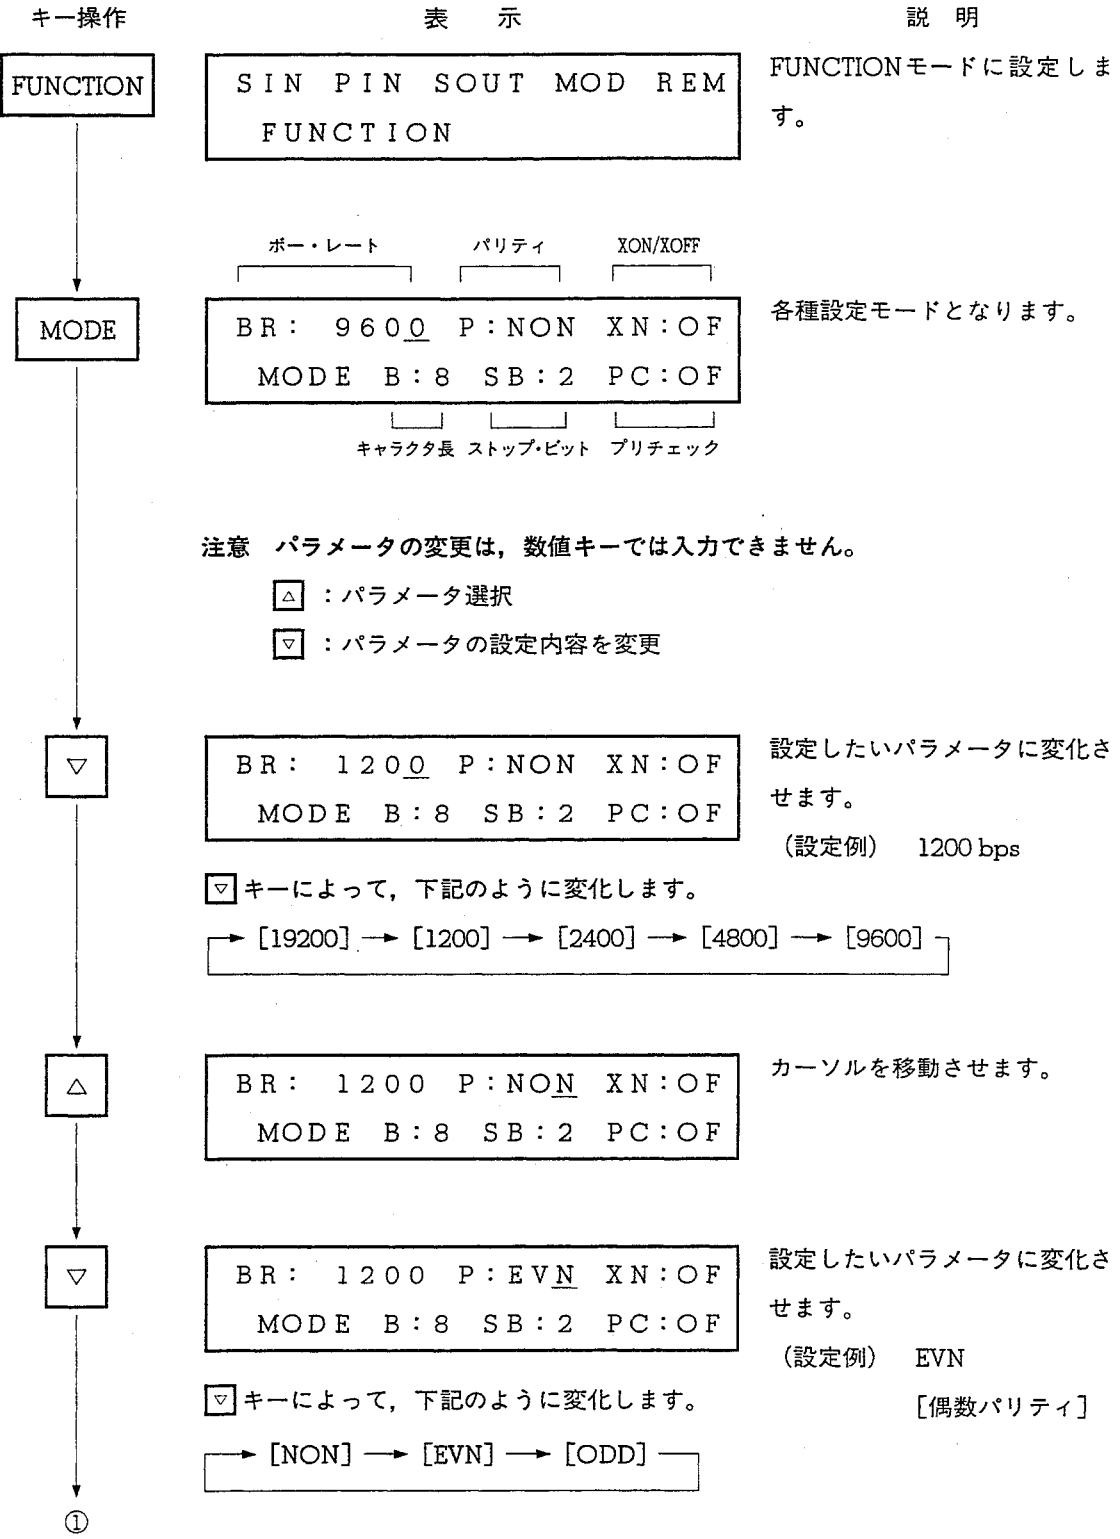 キー操作 表 示 説 明
FUNCTION
SIN PIN SOUT MOD REM
FUNCTION
FUNCTIONモードに設定しま
す。
ボー・レート パリティ XON/XOFF
MODE
BR: 9600 P:NON XN:OF
MODE B:8 SB:2 PC:OF
各種設定モードとなります。
キャラクタ長 ストップ・ビット プリチェック
注意 パラメータの変更は，数値キーでは入力できません。
△ ：パラメータ選択
▽ ：パラメータの設定内容を変更
▽
BR: 1200 P:NON XN:OF
MODE B:8 SB:2 PC:OF
設定したいパラメータに変化さ
せます。
（設定例） 1200 bps
▽ キーによって，下記のように変化します。
→ [19200] → [1200] → [2400] → [4800] → [9600]
△
BR: 1200 P:NON XN:OF
MODE B:8 SB:2 PC:OF
カーソルを移動させます。
▽
BR: 1200 P:EVN XN:OF
MODE B:8 SB:2 PC:OF
設定したいパラメータに変化さ
せます。
（設定例） EVN
［偶数パリティ］
▽ キーによって，下記のように変化します。
→ [NON] → [EVN] → [ODD]
①